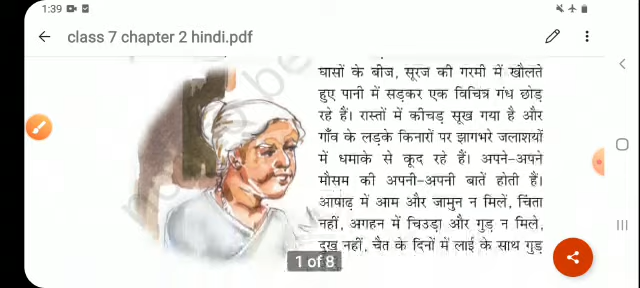 1:39
class 7 chapter 2 hindi.pdf
घासों के बीज, सूरज की गरमी में खौलते
हुए पानी में सड़कर एक विचित्र गंध छोड़
रहे हैं। रास्तों में कीचड़ सूख गया है और
गाँव के लड़के किनारों पर झागभरे जलाशयों
में धमाके से कूद रहे हैं। अपने-अपने
मौसम की अपनी-अपनी बातें होती हैं।
आषाढ़ में आम और जामुन न मिलें, चिंता
नहीं, अगहन में चिउड़ा और गुड़ न मिले,
दुख नहीं, चैत के दिनों में लाई के साथ गुड़
1 of 8